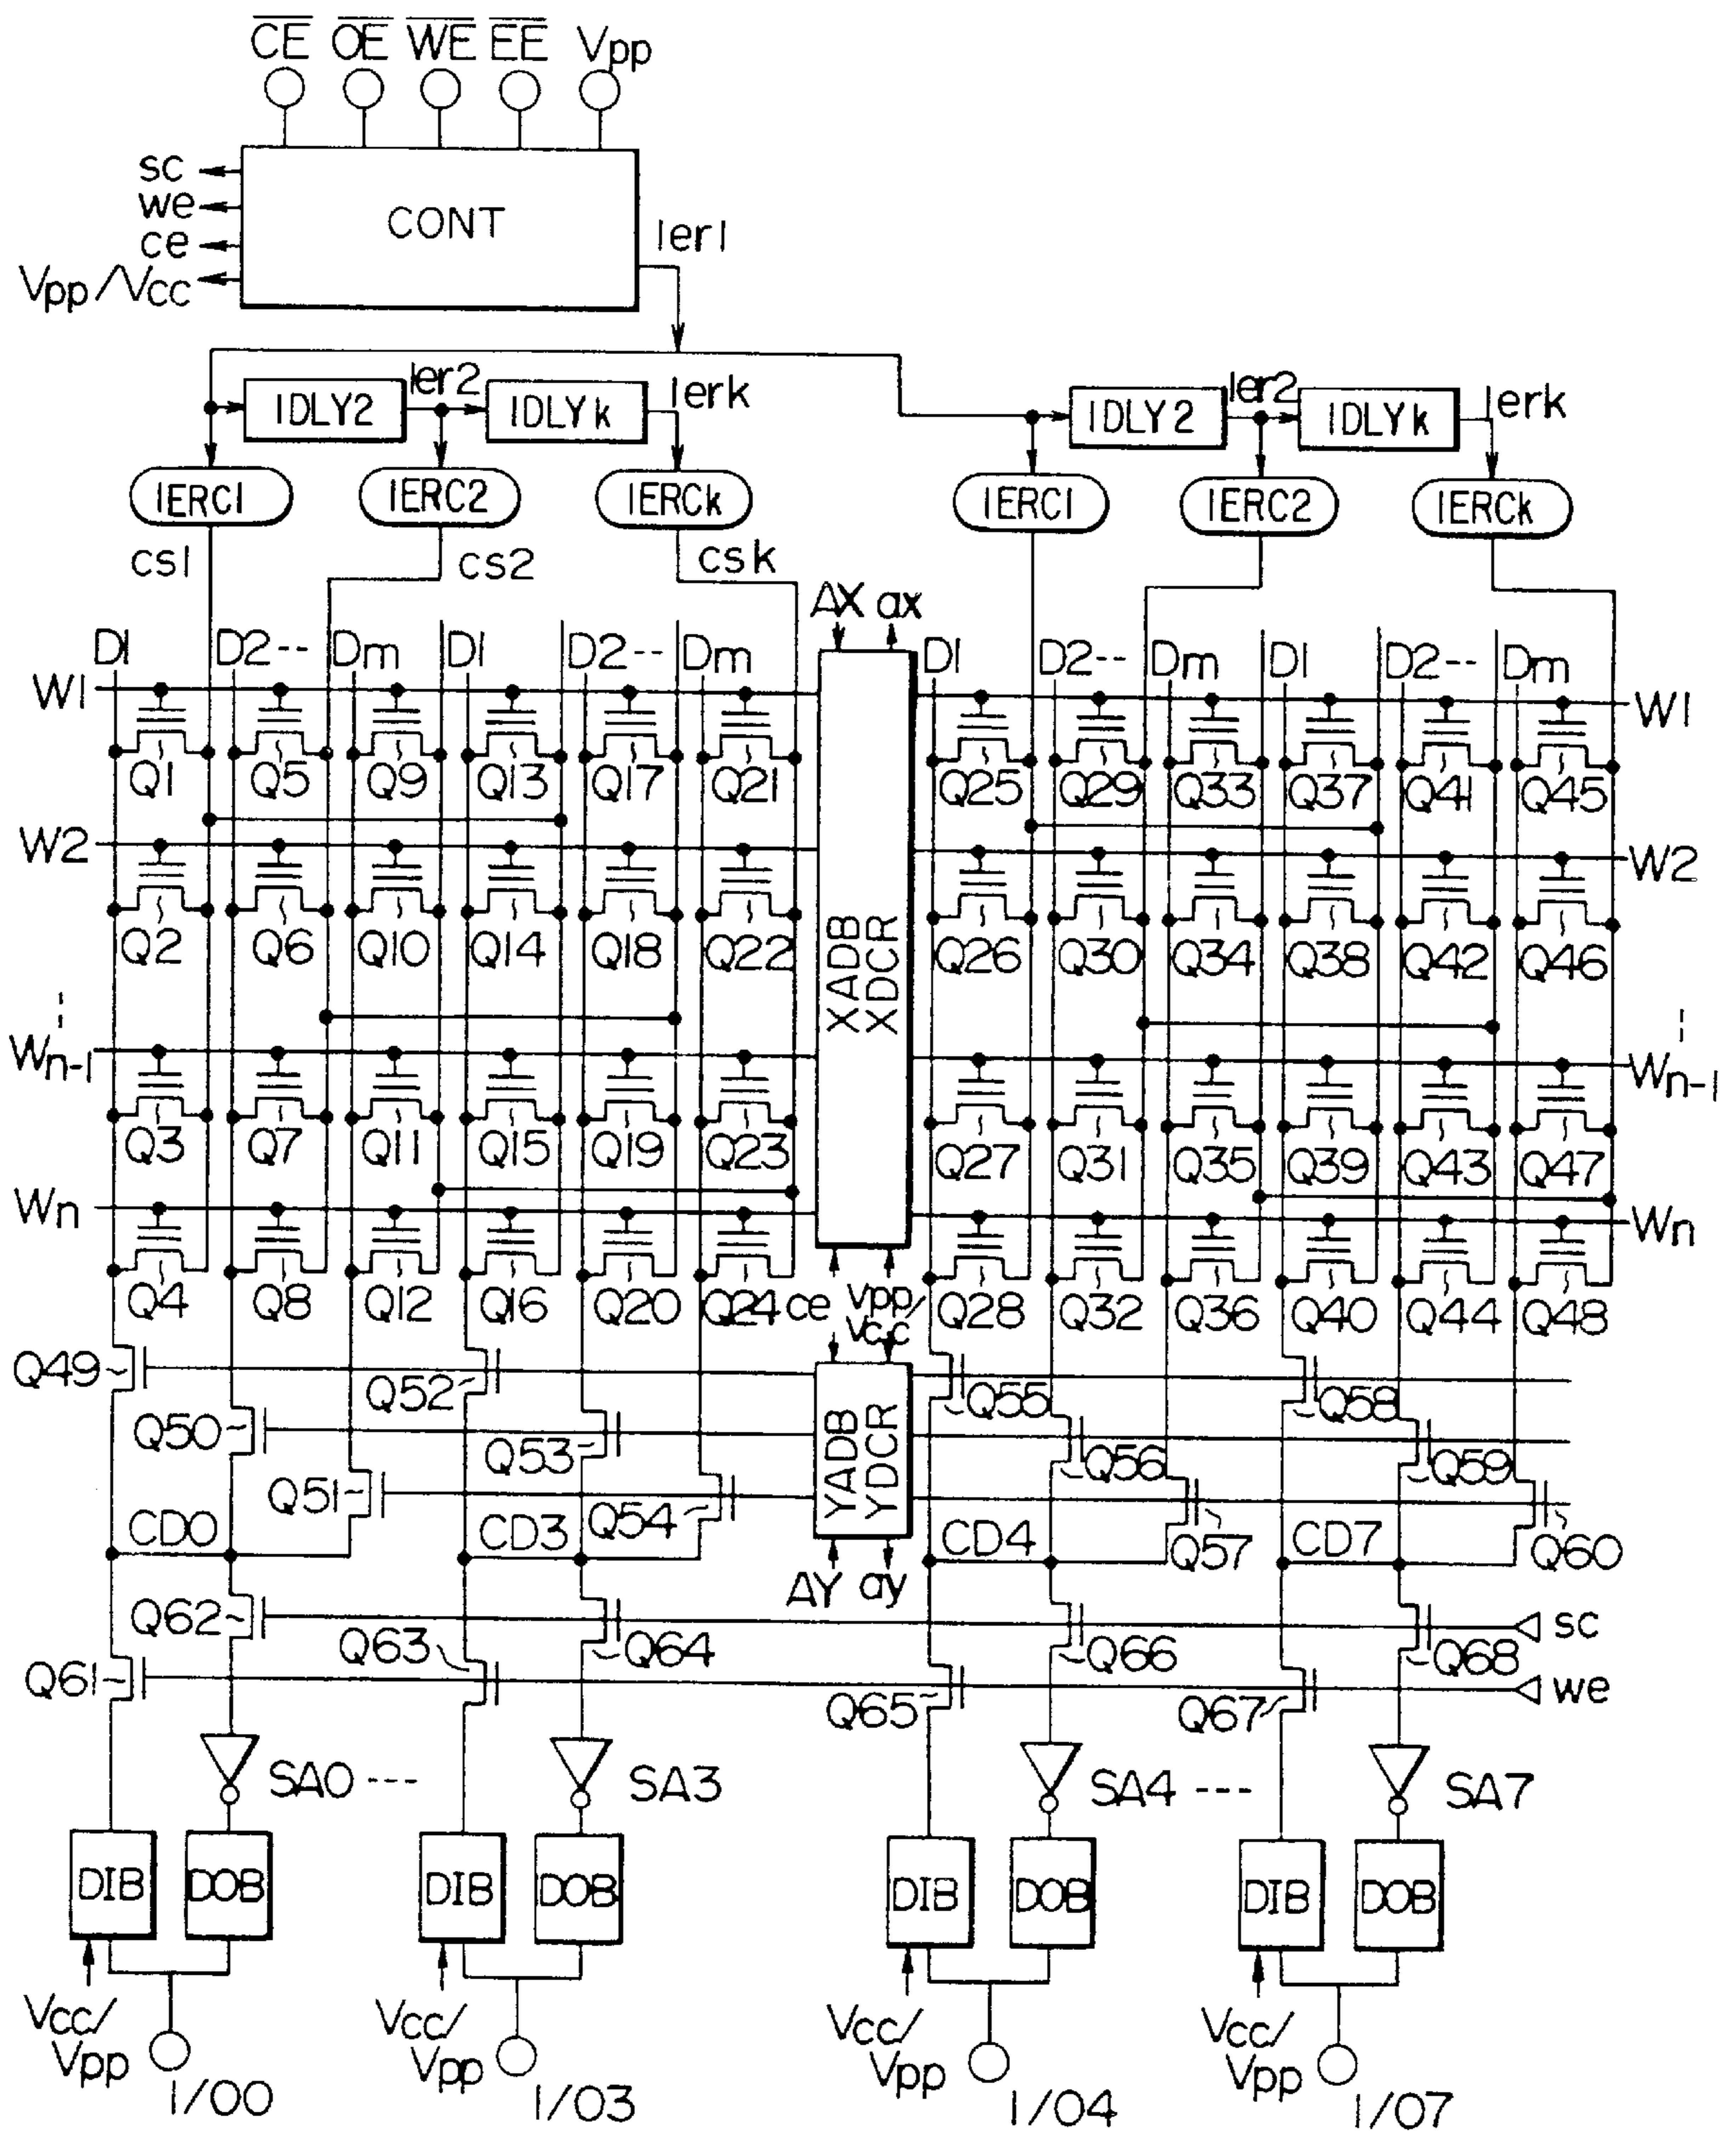 CE OE WE EE Vpp
sc
we
ce
Vpp/Vcc
CONT
1er1
IDLY2 1er2 IDLYk 1erk
IDLY2 1er2 IDLYk 1erk
IERC1 IERC2 IERCk IERC1 IERC2 IERCk
cs1 cs2 csk
AX ax
D1 D2-- Dm D1 D2-- Dm D1 D2-- Dm D1 D2-- Dm
W1 W1
Q1 Q5 Q9 Q13 Q17 Q21 Q25 Q29 Q33 Q37 Q41 Q45
W2 W2
Q2 Q6 Q10 Q14 Q18 Q22 Q26 Q30 Q34 Q38 Q42 Q46
XADB
XDCR
Wn-1 Wn-1
Q3 Q7 Q11 Q15 Q19 Q23 Q27 Q31 Q35 Q39 Q43 Q47
Wn Wn
Q4 Q8 Q12 Q16 Q20 Q24 ce Vpp/
Vcc
Q28 Q32 Q36 Q40 Q44 Q48
Q49 Q52 Q55 Q58
Q50 Q53 Q56 Q59
YADB
YDCR
Q51 Q54 Q57 Q60
CD0 CD3 CD4 CD7
AY ay
Q62 Q64 Q66 Q68 sc
Q61 Q63 Q65 Q67 we
SA0 --- SA3 SA4 --- SA7
DIB DOB DIB DOB DIB DOB DIB DOB
Vcc/
Vpp
Vcc/
Vpp
Vcc/
Vpp
Vcc/
Vpp
I/O0 I/O3 I/O4 I/O7